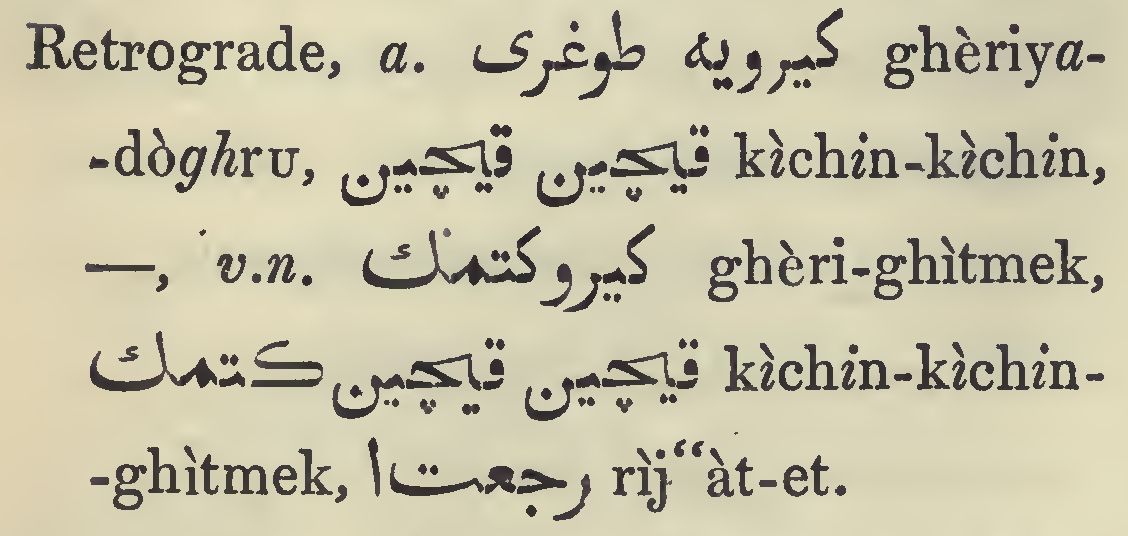 Retrograde, a. كيرويه طوغرى ghèriya-
-dòghru, قيچين قيچين kìchin-kìchin,
—, v.n. كيروكتمك ghèri-ghìtmek,
قيچين قيچين كتمك kìchin-kìchin-
-ghìtmek, رجعت ا rìj“àt-et.